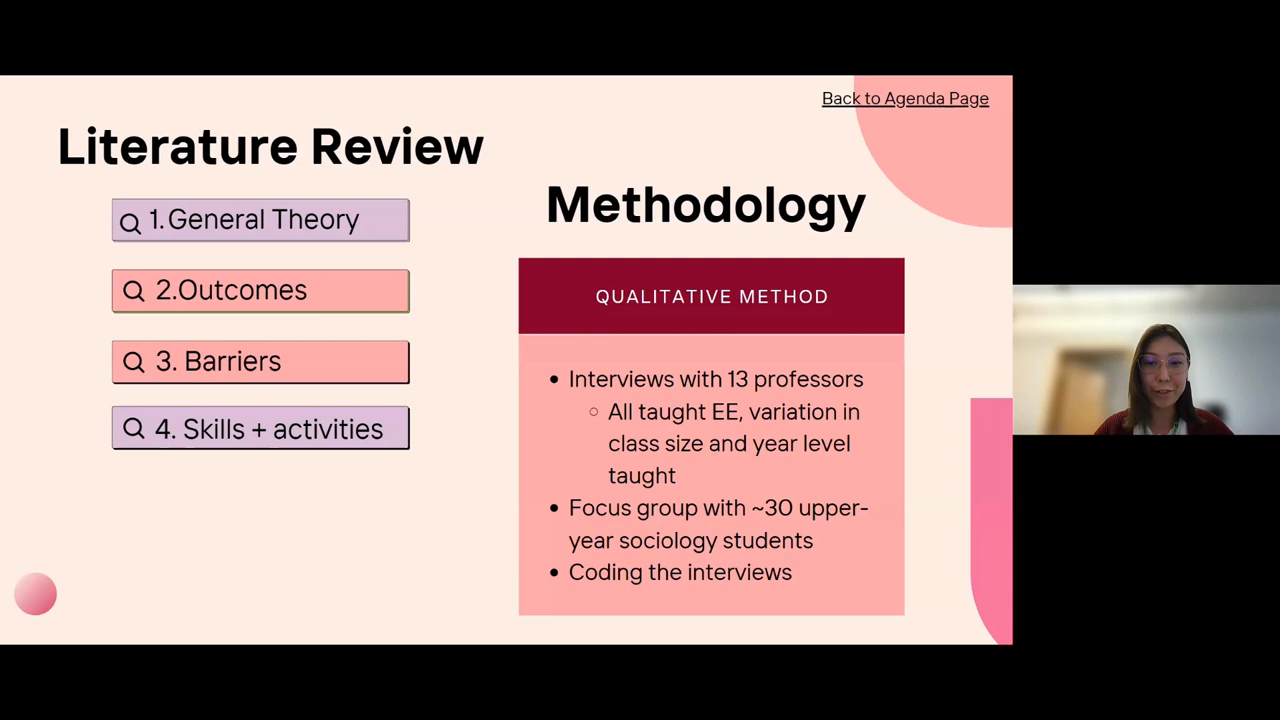 Back to Agenda Page
Literature Review
1.General Theory
2.Outcomes
3. Barriers
4. Skills + activities
Methodology
QUALITATIVE METHOD
• Interviews with 13 professors
○ All taught EE, variation in
class size and year level
taught
• Focus group with ~30 upper-
year sociology students
• Coding the interviews